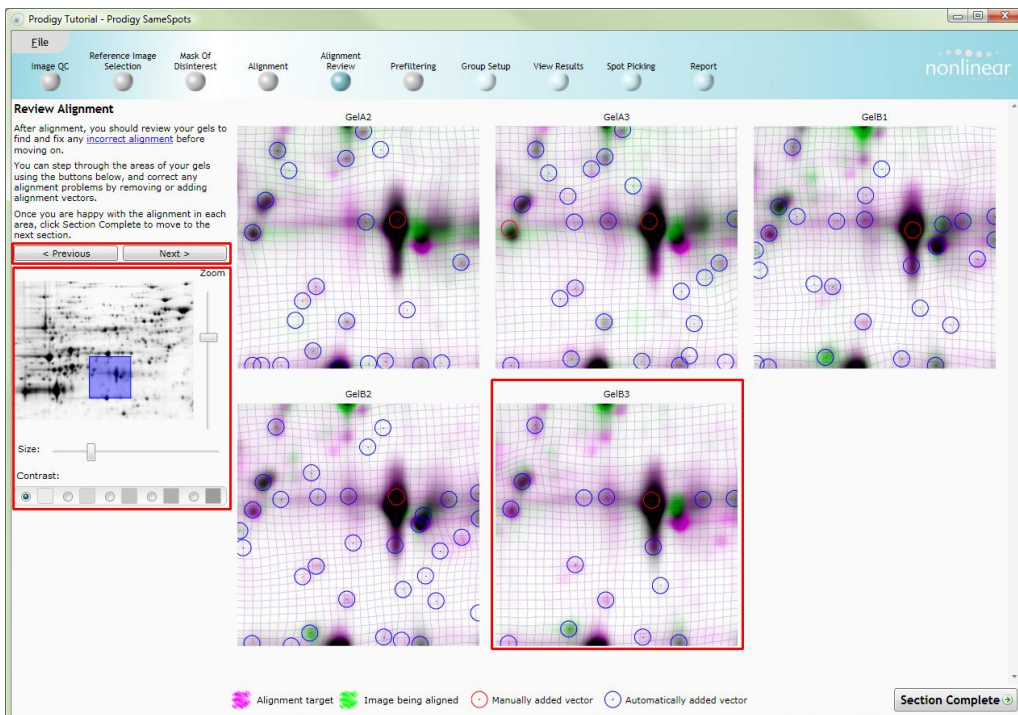 Prodigy Tutorial - Prodigy SameSpots
File
Image QC
Reference Image
Selection
Mask Of
Disinterest
Alignment
Alignment
Review
Prefiltering
Group Setup
View Results
Spot Picking
Report
nonlinear
Review Alignment
After alignment, you should review your gels to
find and fix any incorrect alignment before
moving on.
You can step through the areas of your gels
using the buttons below, and correct any
alignment problems by removing or adding
alignment vectors.
Once you are happy with the alignment in each
area, click Section Complete to move to the
next section.
< Previous
Next >
Zoom
Size:
Contrast:
GelA2
GelA3
GelB1
GelB2
GelB3
Alignment target
Image being aligned
Manually added vector
Automatically added vector
Section Complete